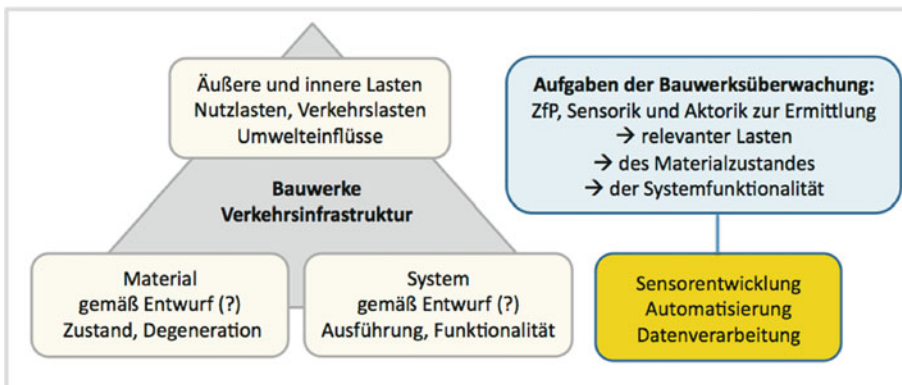 Äußere und innere Lasten
Nutzlasten, Verkehrslasten
Umwelteinflüsse
Bauwerke
Verkehrsinfrastruktur
Material
gemäß Entwurf (?)
Zustand, Degeneration
System
gemäß Entwurf (?)
Ausführung, Funktionalität
Aufgaben der Bauwerksüberwachung:
ZfP, Sensorik und Aktorik zur Ermittlung
→ relevanter Lasten
→ des Materialzustandes
→ der Systemfunktionalität
Sensorentwicklung
Automatisierung
Datenverarbeitung